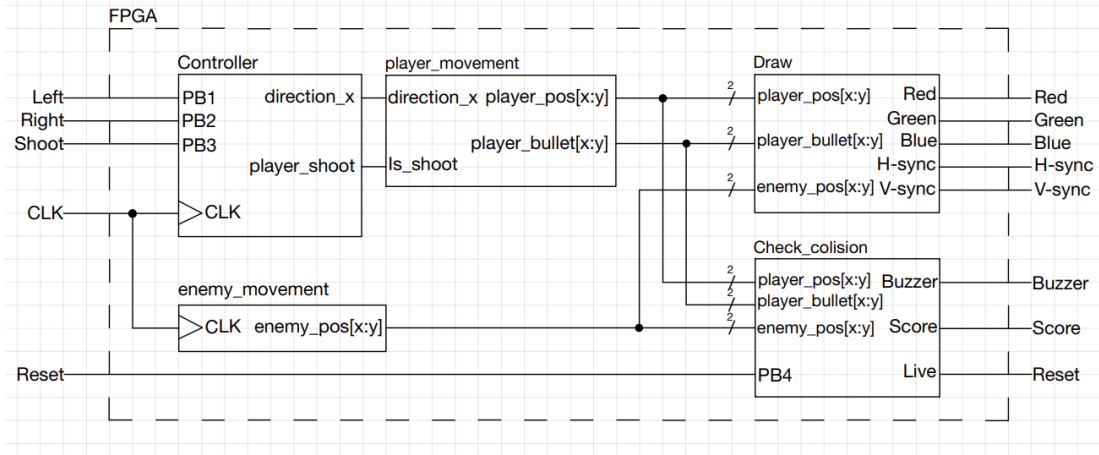 FPGA
Controller
player_movement
Draw
Left
Right
Shoot
CLK
PB1
PB2
PB3
CLK
direction_x
player_shoot
direction_x
Is_shoot
player_pos[x:y]
player_bullet[x:y]
2
player_pos[x:y]
2
player_bullet[x:y]
2
enemy_pos[x:y]
Red
Green
Blue
H-sync
V-sync
Red
Green
Blue
H-sync
V-sync
enemy_movement
CLK
enemy_pos[x:y]
Check_colision
2
player_pos[x:y]
2
player_bullet[x:y]
2
enemy_pos[x:y]
PB4
Buzzer
Score
Live
Buzzer
Score
Reset
Reset